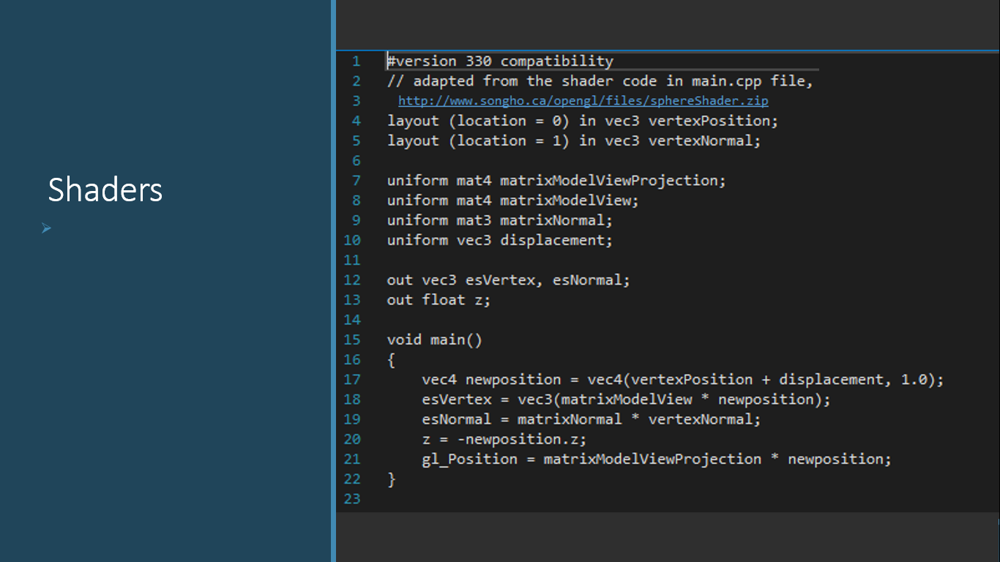 Shaders
1 #version 330 compatibility
2 // adapted from the shader code in main.cpp file,
3 http://www.songho.ca/opengl/files/sphereShader.zip
4 layout (location = 0) in vec3 vertexPosition;
5 layout (location = 1) in vec3 vertexNormal;
6
7 uniform mat4 matrixModelViewProjection;
8 uniform mat4 matrixModelView;
9 uniform mat3 matrixNormal;
10 uniform vec3 displacement;
11
12 out vec3 esVertex, esNormal;
13 out float z;
14
15 void main()
16 {
17 vec4 newposition = vec4(vertexPosition + displacement, 1.0);
18 esVertex = vec3(matrixModelView * newposition);
19 esNormal = matrixNormal * vertexNormal;
20 z = -newposition.z;
21 gl_Position = matrixModelViewProjection * newposition;
22 }
23